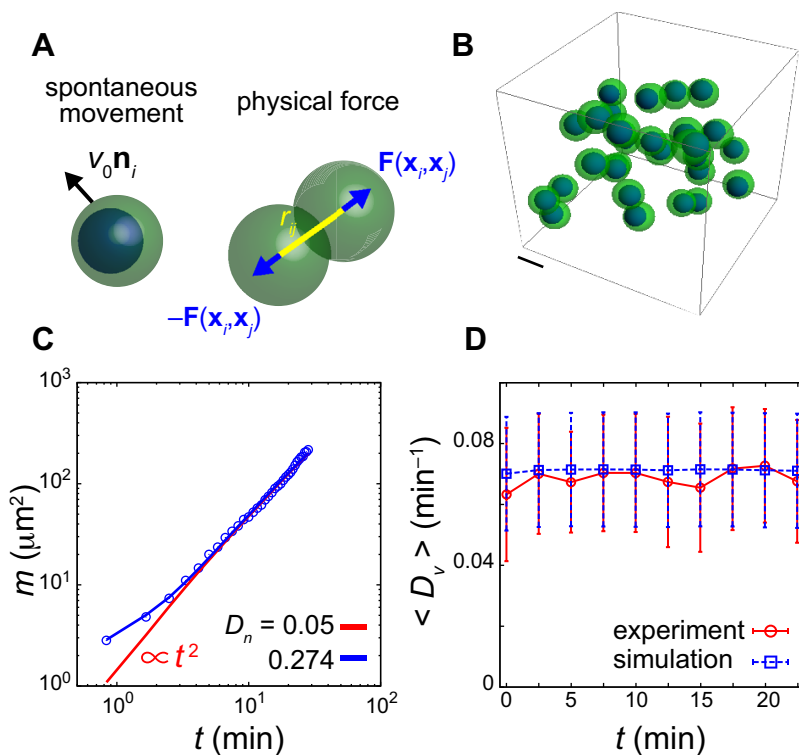 A
spontaneous
movement
v₀nᵢ
physical force
F(xᵢ,xⱼ)
rᵢⱼ
–F(xᵢ,xⱼ)
B
C
10³
10²
10¹
10⁰
m (μm²)
Dₙ = 0.05
0.274
∝ t²
10⁰ 10¹ 10²
t (min)
D
0.08
0.04
0
< Dᵥ > (min⁻¹)
experiment
simulation
0 5 10 15 20
t (min)